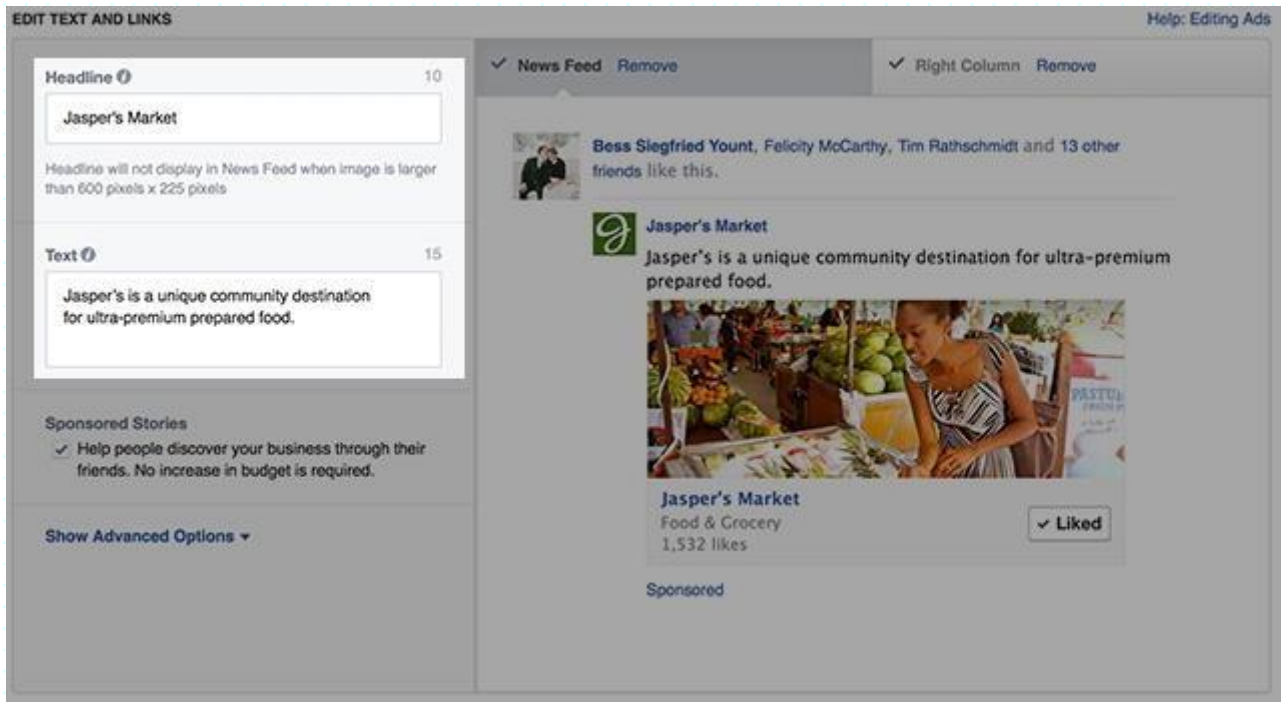 EDIT TEXT AND LINKS
Help: Editing Ads
Headline
10
Jasper's Market
Headline will not display in News Feed when image is larger
than 600 pixels x 225 pixels
Text
15
Jasper's is a unique community destination
for ultra-premium prepared food.
Sponsored Stories
Help people discover your business through their
friends. No increase in budget is required.
Show Advanced Options
News Feed Remove
Right Column Remove
Bess Siegfried Yount, Felicity McCarthy, Tim Rathschmidt and 13 other
friends like this.
Jasper's Market
Jasper's is a unique community destination for ultra-premium
prepared food.
Jasper's Market
Food & Grocery
1,532 likes
Liked
Sponsored